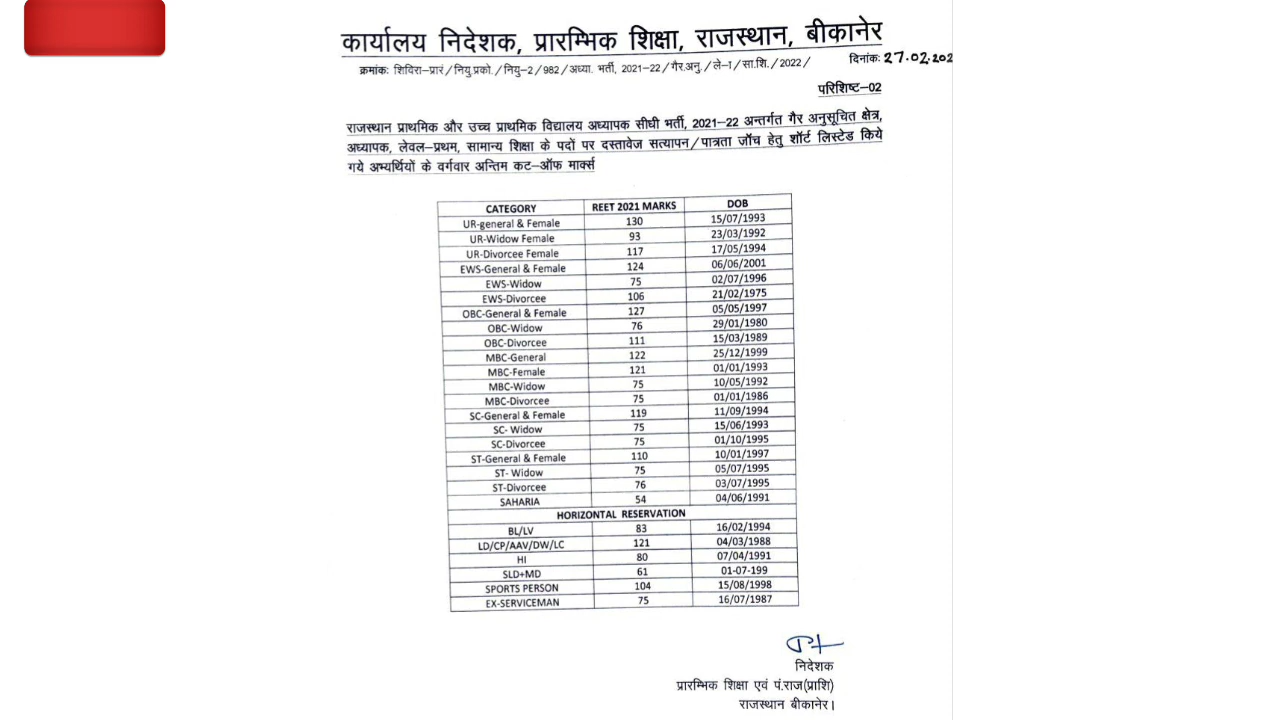 कार्यालय निदेशक, प्रारम्भिक शिक्षा, राजस्थान, बीकानेर
क्रमांकः शिविरा–प्रारं/नियु.प्रको./नियु–2/982/अध्या. भर्ती, 2021–22/गैर.अनु./ले–I/सा.शि./2022/ दिनांकः 27.02.202
परिशिष्ट–02
राजस्थान प्राथमिक और उच्च प्राथमिक विद्यालय अध्यापक सीधी भर्ती, 2021–22 अन्तर्गत गैर अनुसूचित क्षेत्र,
अध्यापक, लेवल–प्रथम, सामान्य शिक्षा के पदों पर दस्तावेज सत्यापन/पात्रता जॉच हेतु शॉर्ट लिस्टेड किये
गये अभ्यर्थियों के वर्गवार अन्तिम कट–ऑफ मार्क्स
CATEGORY REET 2021 MARKS DOB
UR-general & Female 130 15/07/1993
UR-Widow Female 93 23/03/1992
UR-Divorcee Female 117 17/05/1994
EWS-General & Female 124 06/06/2001
EWS-Widow 75 02/07/1996
EWS-Divorcee 106 21/02/1975
OBC-General & Female 127 05/05/1997
OBC-Widow 76 29/01/1980
OBC-Divorcee 111 15/03/1989
MBC-General 122 25/12/1999
MBC-Female 121 01/01/1993
MBC-Widow 75 10/05/1992
MBC-Divorcee 75 01/01/1986
SC-General & Female 119 11/09/1994
SC- Widow 75 15/06/1993
SC-Divorcee 75 01/10/1995
ST-General & Female 110 10/01/1997
ST- Widow 75 05/07/1995
ST-Divorcee 76 03/07/1995
SAHARIA 54 04/06/1991
HORIZONTAL RESERVATION
BL/LV 83 16/02/1994
LD/CP/AAV/DW/LC 121 04/03/1988
HI 80 07/04/1991
SLD+MD 61 01-07-199
SPORTS PERSON 104 15/08/1998
EX-SERVICEMAN 75 16/07/1987
निदेशक
प्रारम्भिक शिक्षा एवं पं.राज(प्राशि)
राजस्थान बीकानेर।